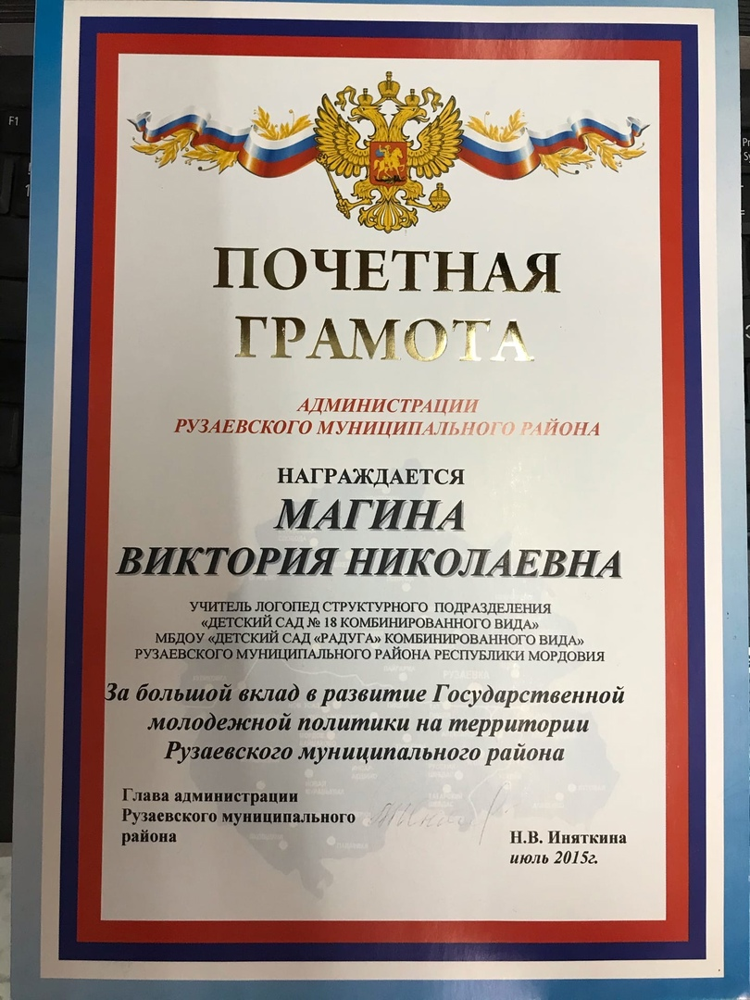 ПОЧЕТНАЯ
ГРАМОТА
АДМИНИСТРАЦИИ
РУЗАЕВСКОГО МУНИЦИПАЛЬНОГО РАЙОНА
НАГРАЖДАЕТСЯ
МАГИНА
ВИКТОРИЯ НИКОЛАЕВНА
УЧИТЕЛЬ ЛОГОПЕД СТРУКТУРНОГО ПОДРАЗДЕЛЕНИЯ
«ДЕТСКИЙ САД № 18 КОМБИНИРОВАННОГО ВИДА»
МБДОУ «ДЕТСКИЙ САД «РАДУГА» КОМБИНИРОВАННОГО ВИДА»
РУЗАЕВСКОГО МУНИЦИПАЛЬНОГО РАЙОНА РЕСПУБЛИКИ МОРДОВИЯ
За большой вклад в развитие Государственной
молодежной политики на территории
Рузаевского муниципального района
Глава администрации
Рузаевского муниципального
района
Н.В. Иняткина
июль 2015г.
F1